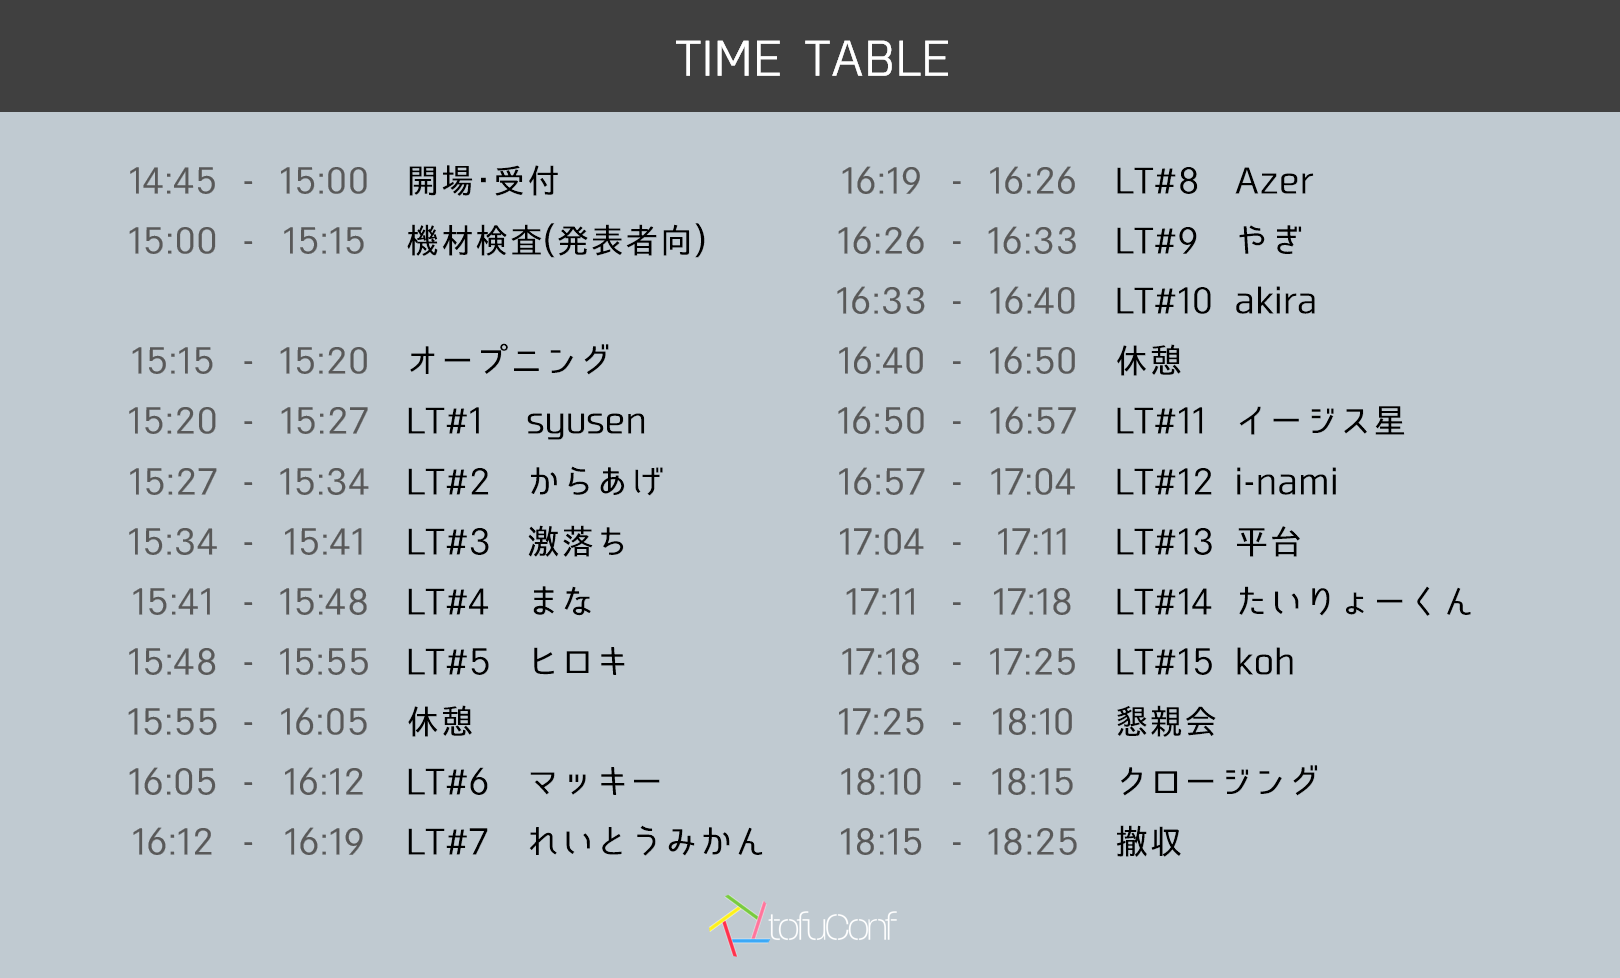 TIME TABLE
14:45 - 15:00 開場・受付
15:00 - 15:15 機材検査(発表者向)
15:15 - 15:20 オープニング
15:20 - 15:27 LT#1 syusen
15:27 - 15:34 LT#2 からあげ
15:34 - 15:41 LT#3 激落ち
15:41 - 15:48 LT#4 まな
15:48 - 15:55 LT#5 ヒロキ
15:55 - 16:05 休憩
16:05 - 16:12 LT#6 マッキー
16:12 - 16:19 LT#7 れいとうみかん
16:19 - 16:26 LT#8 Azer
16:26 - 16:33 LT#9 やぎ
16:33 - 16:40 LT#10 akira
16:40 - 16:50 休憩
16:50 - 16:57 LT#11 イージス星
16:57 - 17:04 LT#12 i-nami
17:04 - 17:11 LT#13 平台
17:11 - 17:18 LT#14 たいりょーくん
17:18 - 17:25 LT#15 koh
17:25 - 18:10 懇親会
18:10 - 18:15 クロージング
18:15 - 18:25 撤収
tofuConf